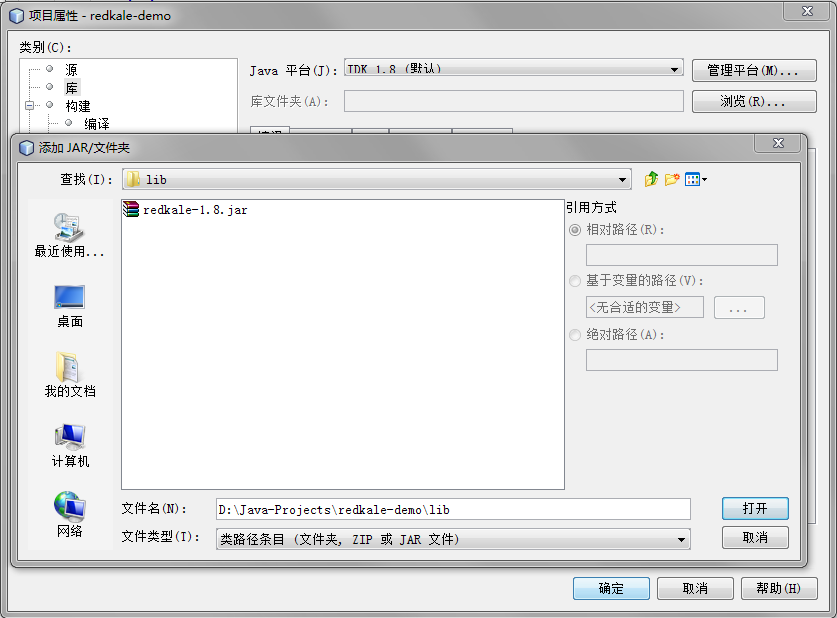 项目属性 - redkale-demo
类别(C):
源
库
构建
编译
Java 平台(J):
JDK 1.8 (默认)
管理平台(M)...
库文件夹(A):
浏览(R)...
编译
添加 JAR/文件夹
查找(I):
lib
最近使用...
桌面
我的文档
计算机
网络
redkale-1.8.jar
引用方式
相对路径(R):
基于变量的路径(V):
<无合适的变量>
...
绝对路径(A):
文件名(N):
D:\Java-Projects\redkale-demo\lib
打开
文件类型(T):
类路径条目 (文件夹, ZIP 或 JAR 文件)
取消
确定
取消
帮助(H)